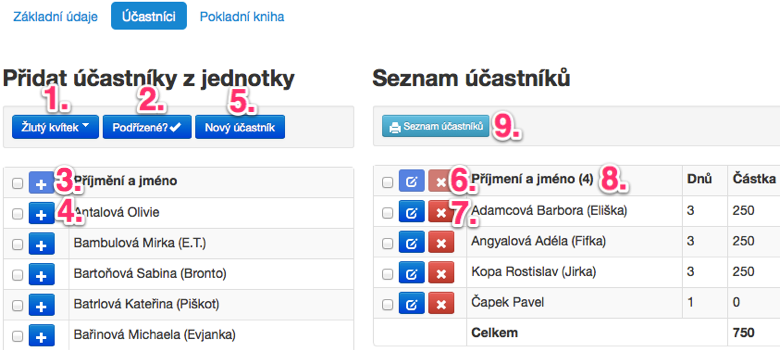 Základní údaje Účastníci Pokladní kniha
Přidat účastníky z jednotky
1. 2. 5.
Žlutý kvítek Podřízené? Nový účastník
3. Příjmění a jméno
4. Antalová Olivie
Bambulová Mirka (E.T.)
Bartoňová Sabina (Bronto)
Batrlová Kateřina (Piškot)
Bařinová Michaela (Evjanka)
Seznam účastníků
Seznam účastníků 9.
6. Příjmení a jméno (4) 8. Dnů Částka
7. Adamcová Barbora (Eliška) 3 250
Angyalová Adéla (Fifka) 3 250
Kopa Rostislav (Jirka) 3 250
Čapek Pavel 1 0
Celkem 750